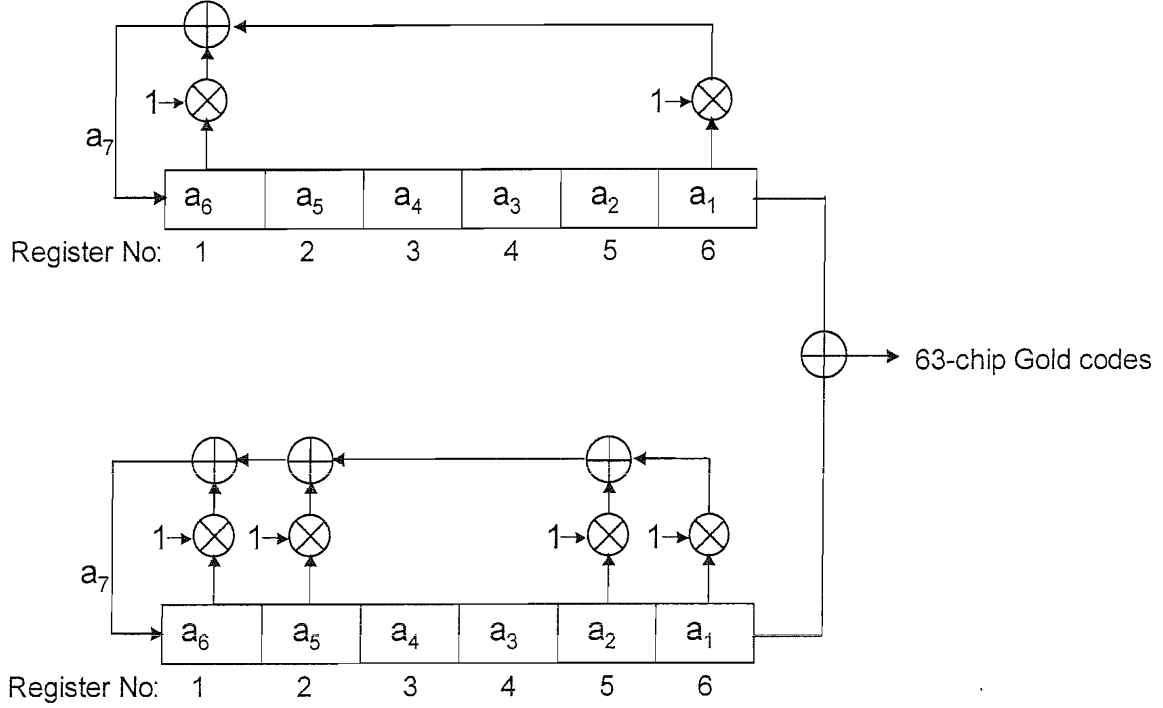 1 1
a7
a6 a5 a4 a3 a2 a1
Register No: 1 2 3 4 5 6
63-chip Gold codes
1 1 1 1
a7
a6 a5 a4 a3 a2 a1
Register No: 1 2 3 4 5 6